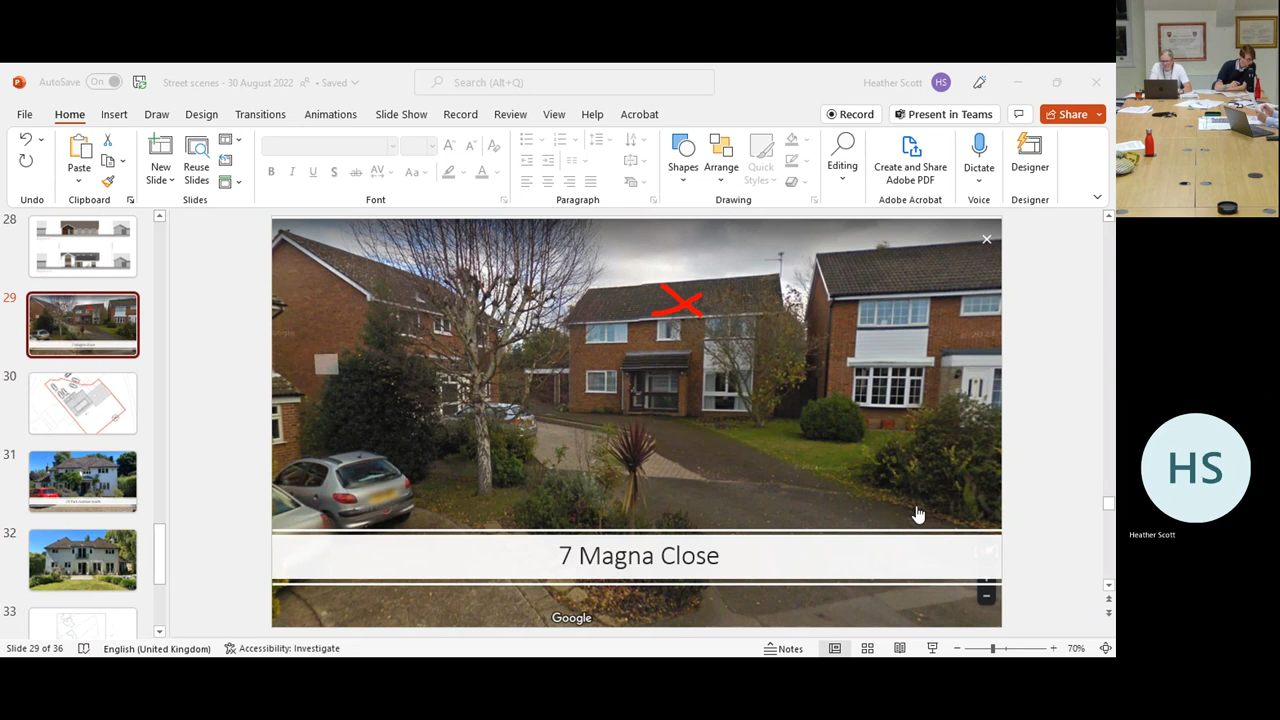 AutoSave On Street scenes - 30 August 2022 • Saved Search (Alt+Q) Heather Scott HS
File Home Insert Draw Design Transitions Animations Slide Show Record Review View Help Acrobat Record Present in Teams Share
Paste New Slide Reuse Slides Shapes Arrange Quick Styles Editing Create and Share Adobe PDF Dictate Designer
Undo Clipboard Slides Font Paragraph Drawing Adobe Acrobat Voice Designer
28
29
7 Magna Close
30
31
32
33
7 Magna Close
Google
HS
Heather Scott
Slide 29 of 36 English (United Kingdom) Accessibility: Investigate Notes 70%